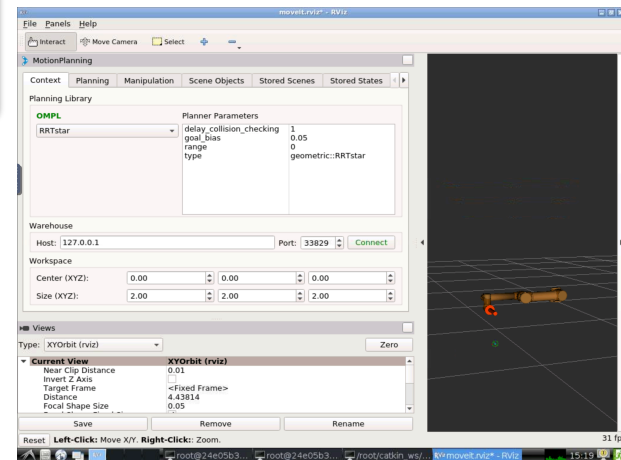 moveit.rviz* - RViz
File Panels Help
Interact Move Camera Select
MotionPlanning
Context Planning Manipulation Scene Objects Stored Scenes Stored States
Planning Library
OMPL Planner Parameters
RRTstar
delay_collision_checking 1
goal_bias 0.05
range 0
type geometric::RRTstar
Warehouse
Host: 127.0.0.1 Port: 33829 Connect
Workspace
Center (XYZ): 0.00 0.00 0.00
Size (XYZ): 2.00 2.00 2.00
Views
Type: XYOrbit (rviz) Zero
Current View XYOrbit (rviz)
Near Clip Distance 0.01
Invert Z Axis
Target Frame <Fixed Frame>
Distance 4.43814
Focal Shape Size 0.05
Save Remove Rename
Reset Left-Click: Move X/Y. Right-Click: Zoom. 31 fp
root@24e05b3... root@24e05b3... /root/catkin_ws/... moveit.rviz* - RViz 15:19